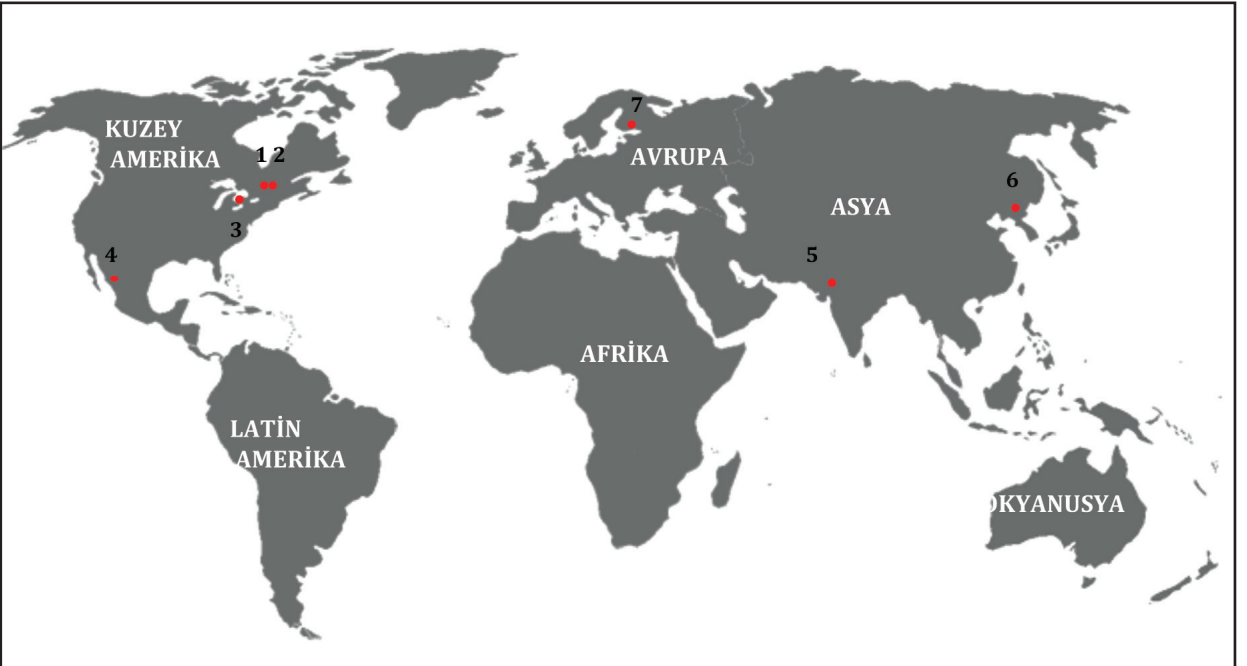 7
KUZEY
AMERİKA
1 2
AVRUPA
6
ASYA
3
4
5
AFRİKA
LATİN
AMERİKA
OKYANUSYA